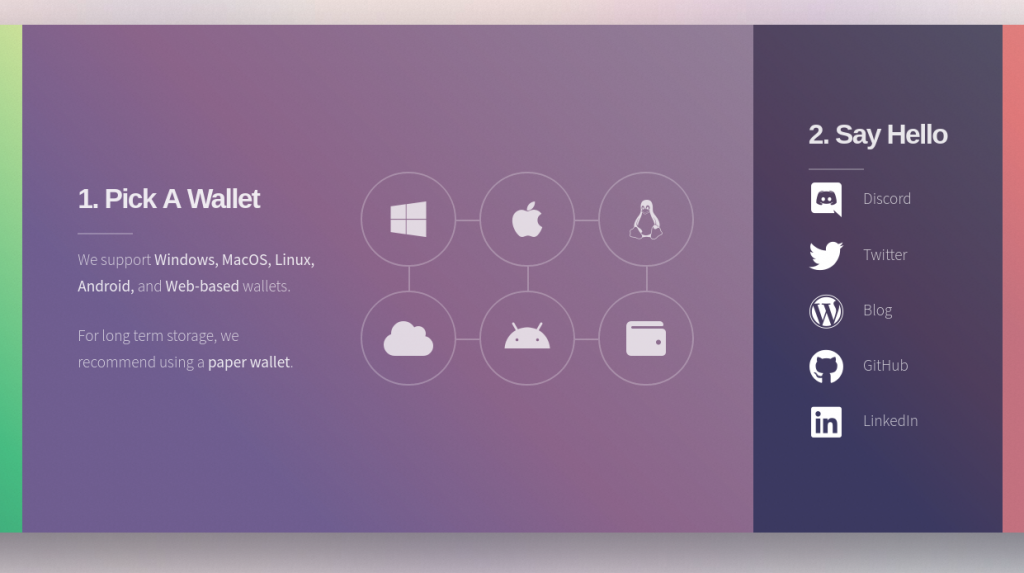 1. Pick A Wallet
We support Windows, MacOS, Linux,
Android, and Web-based wallets.
For long term storage, we
recommend using a paper wallet.
2. Say Hello
Discord
Twitter
Blog
GitHub
LinkedIn